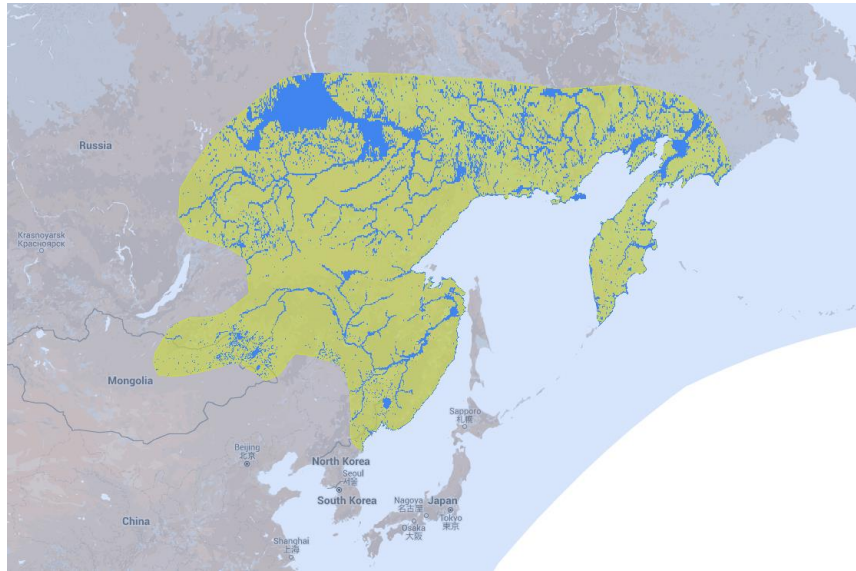 Russia
Krasnoyarsk
Красноярск
Mongolia
Sapporo
札幌
Beijing
北京
North Korea
Seoul
서울
South Korea
Nagoya
名古屋
Japan
Tokyo
東京
Osaka
大阪
China
Shanghai
上海